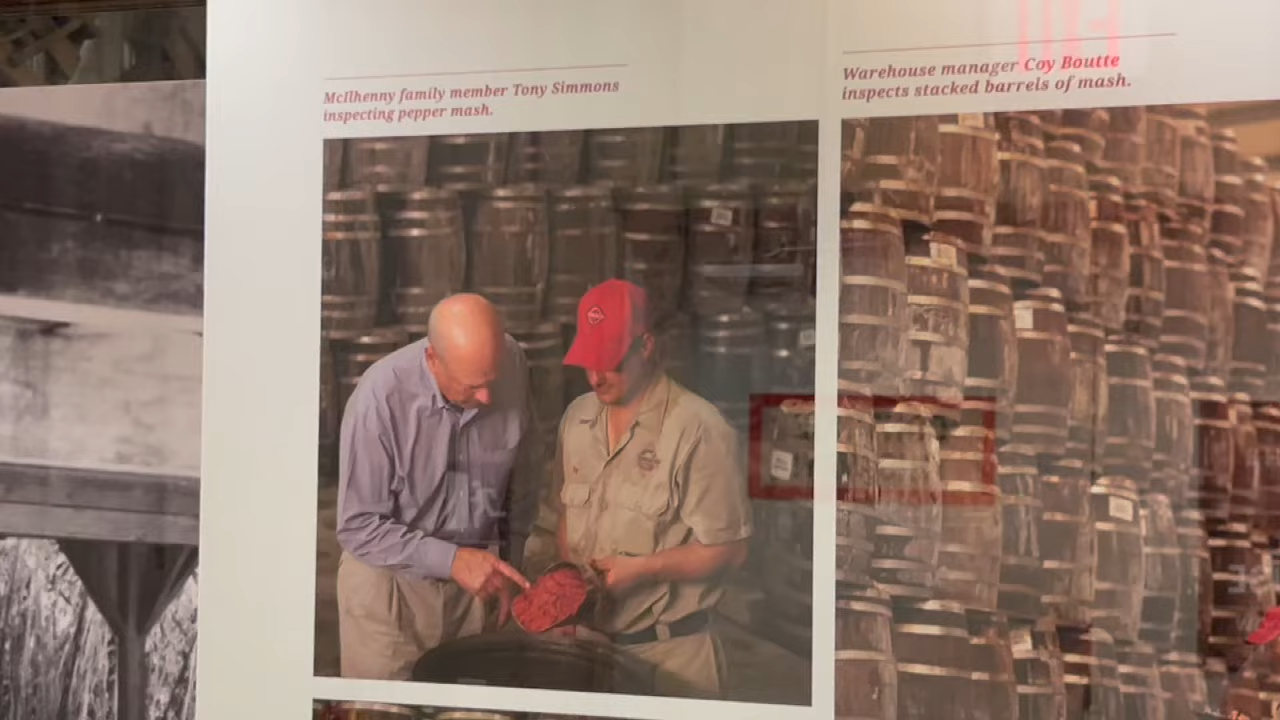 McIlhenny family member Tony Simmons
inspecting pepper mash.
Warehouse manager Coy Boutte
inspects stacked barrels of mash.